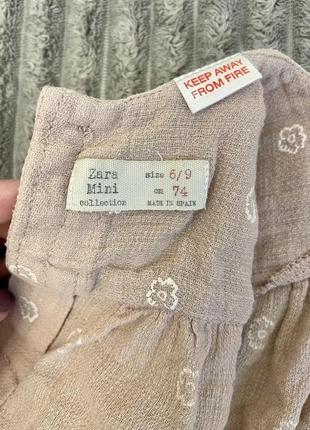 KEEP AWAY
FROM FIRE
Zara size 6/9
Mini cm 74
collection MADE IN SPAIN